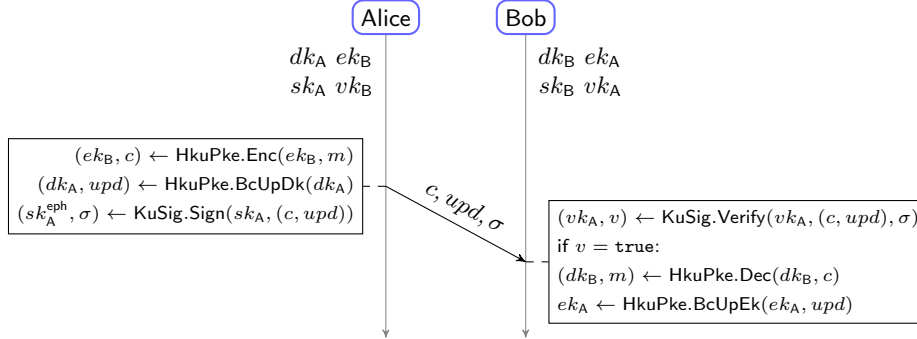 Alice
Bob
dk_A ek_B
sk_A vk_B
dk_B ek_A
sk_B vk_A
(ek_B, c) ← HkuPke.Enc(ek_B, m)
(dk_A, upd) ← HkuPke.BcUpDk(dk_A)
(sk_A^eph, σ) ← KuSig.Sign(sk_A, (c, upd))
c, upd, σ
(vk_A, v) ← KuSig.Verify(vk_A, (c, upd), σ)
if v = true:
(dk_B, m) ← HkuPke.Dec(dk_B, c)
ek_A ← HkuPke.BcUpEk(ek_A, upd)